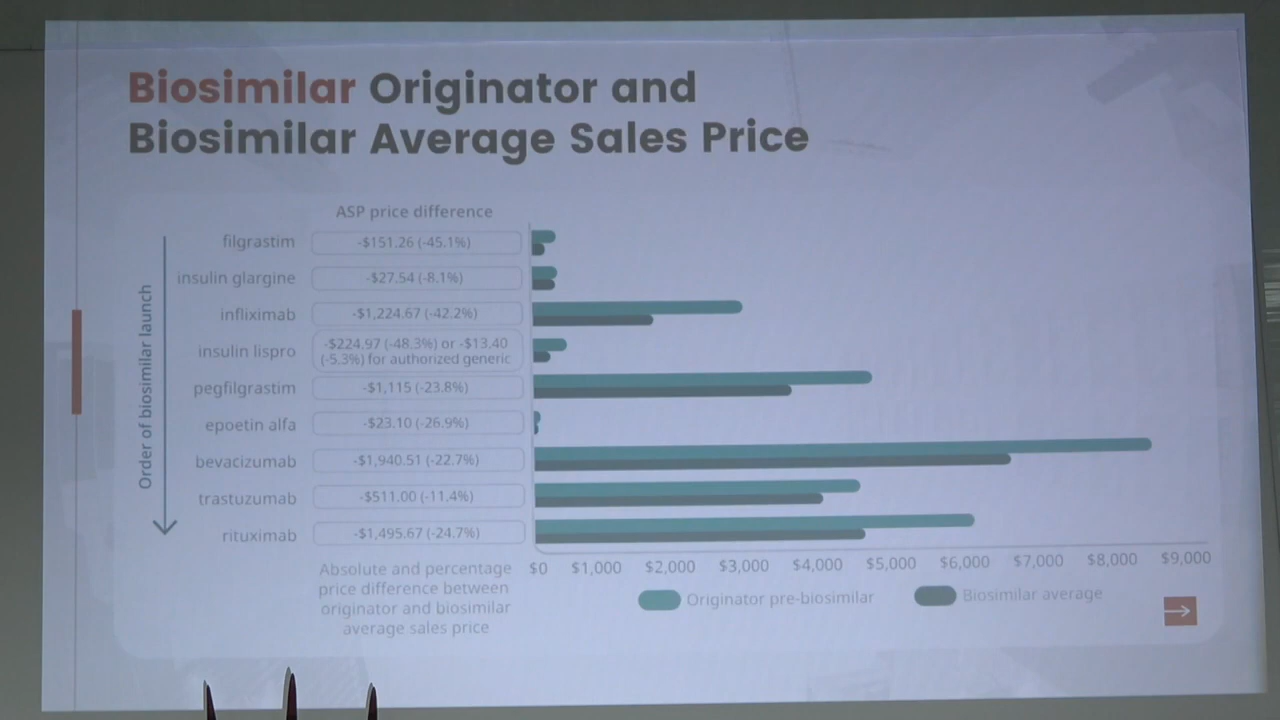 Biosimilar Originator and
Biosimilar Average Sales Price
ASP price difference
Order of biosimilar launch
filgrastim -$151.26 (-45.1%)
insulin glargine -$27.54 (-8.1%)
infliximab -$1,224.67 (-42.2%)
insulin lispro -$224.97 (-48.3%) or -$13.40
(-5.3%) for authorized generic
pegfilgrastim -$1,115 (-23.8%)
epoetin alfa -$23.10 (-26.9%)
bevacizumab -$1,940.51 (-22.7%)
trastuzumab -$511.00 (-11.4%)
rituximab -$1,495.67 (-24.7%)
$0 $1,000 $2,000 $3,000 $4,000 $5,000 $6,000 $7,000 $8,000 $9,000
Absolute and percentage
price difference between
originator and biosimilar
average sales price
Originator pre-biosimilar Biosimilar average